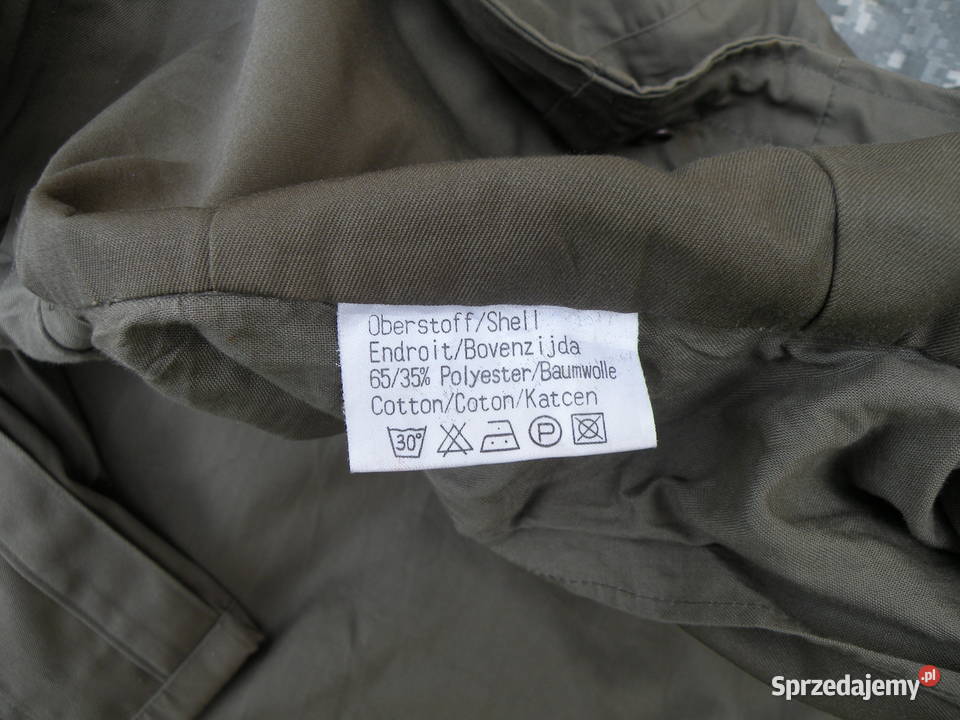 Oberstoff/Shell
Endroit/Bovenzijda
65/35% Polyester/Baumwolle
Cotton/Coton/Katcen
30° P
Sprzedajemy.pl